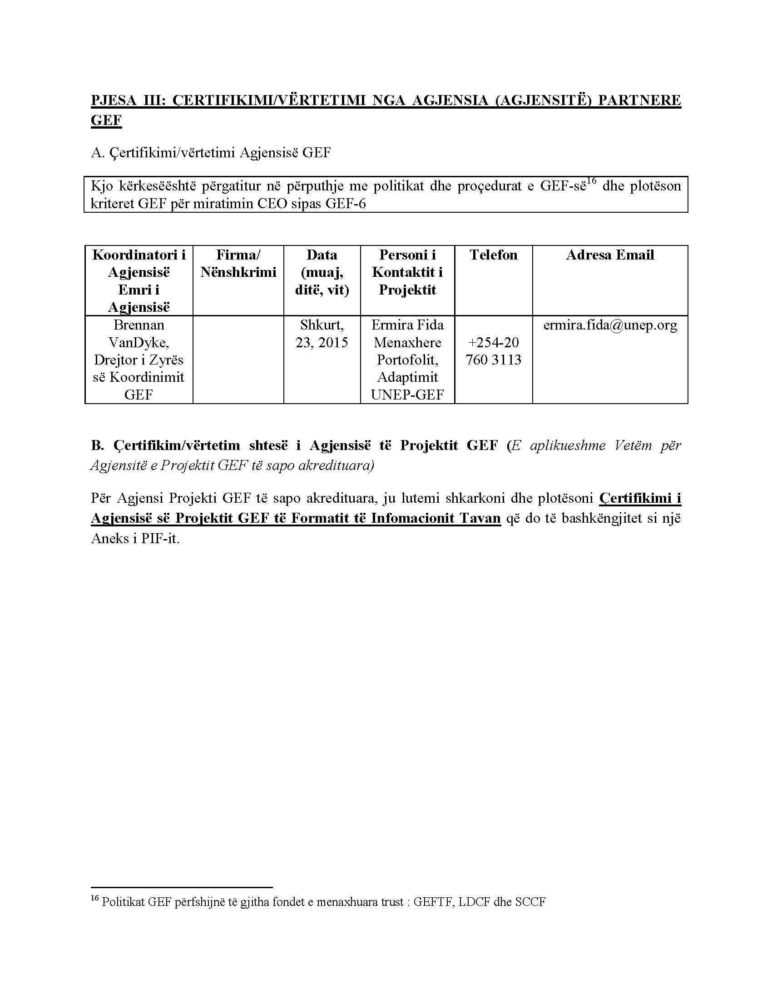 PJESA III: ÇERTIFIKIMI/VËRTETIMI NGA AGJENSIA (AGJENSITË) PARTNERE
GEF
A. Çertifikimi/vërtetimi Agjensisë GEF
Kjo kërkesëështë përgatitur në përputhje me politikat dhe proçedurat e GEF-së16 dhe plotëson
kriteret GEF për miratimin CEO sipas GEF-6
Koordinatori i
Agjensisë
Emri i
Agjensisë
Firma/
Nënshkrimi
Data
(muaj,
ditë, vit)
Personi i
Kontaktit i
Projektit
Telefon
Adresa Email
Brennan
VanDyke,
Drejtor i Zyrës
së Koordinimit
GEF
Shkurt,
23, 2015
Ermira Fida
Menaxhere
Portofolit,
Adaptimit
UNEP-GEF
+254-20
760 3113
ermira.fida@unep.org
B. Çertifikim/vërtetim shtesë i Agjensisë të Projektit GEF (E aplikueshme Vetëm për
Agjensitë e Projektit GEF të sapo akredituara)
Për Agjensi Projekti GEF të sapo akredituara, ju lutemi shkarkoni dhe plotësoni Çertifikimi i
Agjensisë së Projektit GEF të Formatit të Infomacionit Tavan që do të bashkëngjitet si një
Aneks i PIF-it.
16 Politikat GEF përfshijnë të gjitha fondet e menaxhuara trust : GEFTF, LDCF dhe SCCF